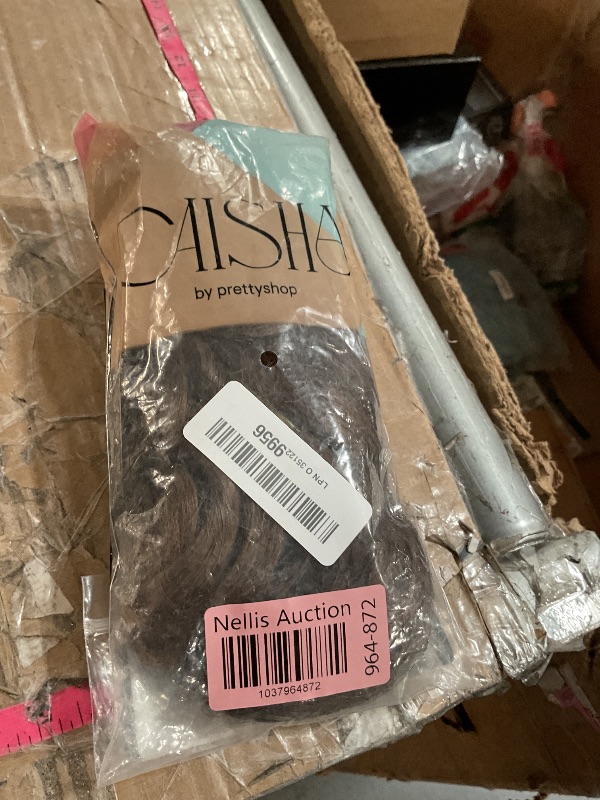 CAISHA
by prettyshop
LPN 0 35122 9956
Nellis Auction
1037964872
964-872